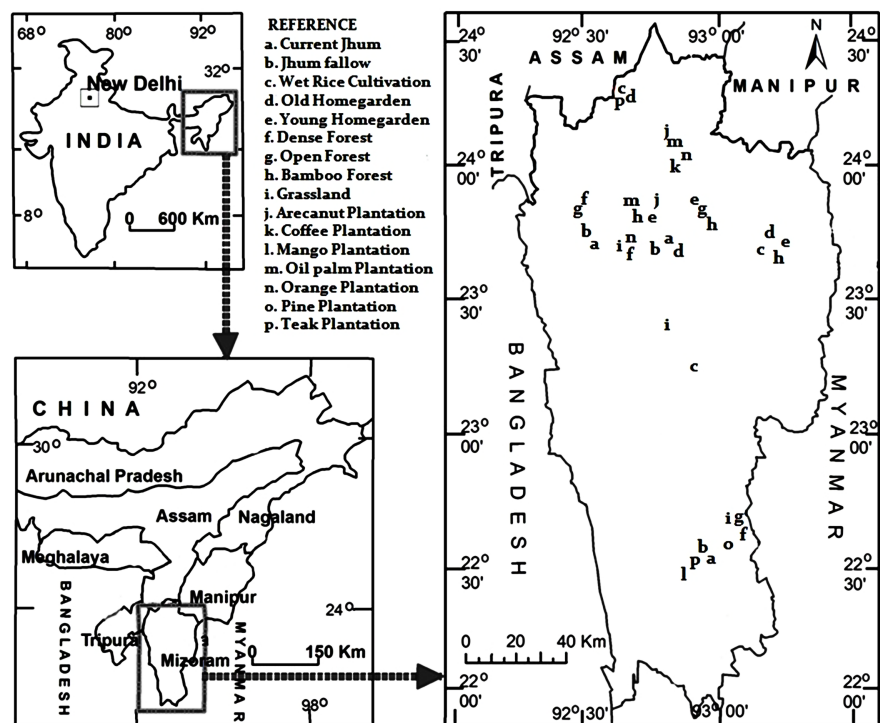 68° 80° 92°
32°
New Delhi
INDIA
8°
0 600 Km
REFERENCE
a. Current Jhum
b. Jhum fallow
c. Wet Rice Cultivation
d. Old Homegarden
e. Young Homegarden
f. Dense Forest
g. Open Forest
h. Bamboo Forest
i. Grassland
j. Arecanut Plantation
k. Coffee Plantation
l. Mango Plantation
m. Oil palm Plantation
n. Orange Plantation
o. Pine Plantation
p. Teak Plantation
92°
CHINA
30°
Arunachal Pradesh
Assam Nagaland
Meghalaya
Manipur
24°
BANGLADESH
Tripura
Mizoram
MYANMAR
0 150 Km
98°
24° 30' 92° 30' 93° 00' 24° 30'
N
ASSAM
MANIPUR
TRIPURA
c
p d
j
m
n
k
24° 00' 24° 00'
f
g
m j
h e
e
g
h
b
a
i n
f
b a
d
d
c e
h
23° 30' 23° 30'
i
c
BANGLADESH
MYANMAR
23° 00' 23° 00'
i g
f
o
b
p a
l
22° 30' 22° 30'
0 20 40 Km
22° 00' 22° 00'
92° 30' 93° 00'